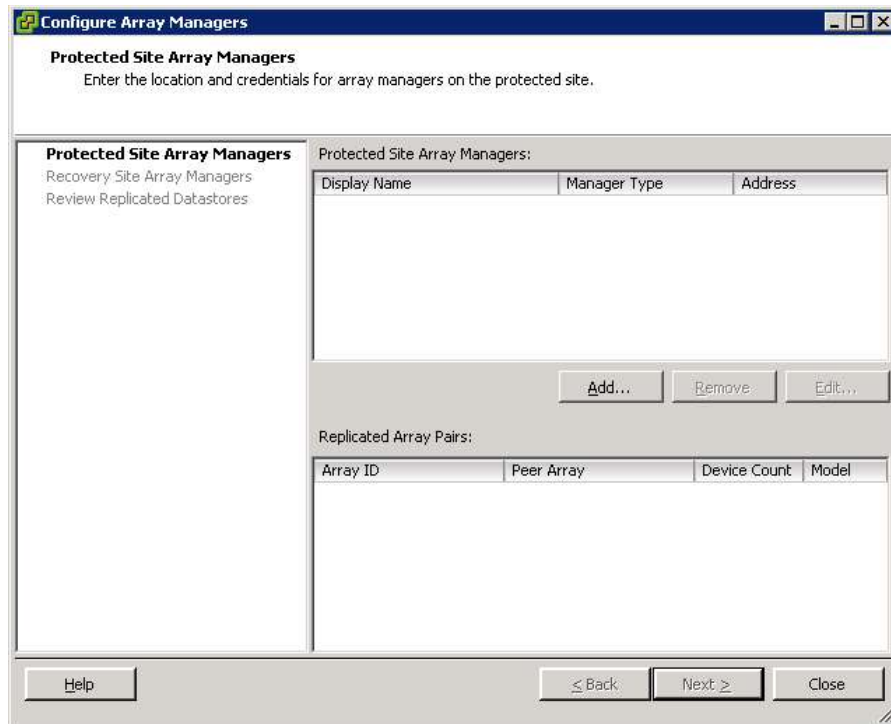 Configure Array Managers
Protected Site Array Managers
Enter the location and credentials for array managers on the protected site.
Protected Site Array Managers
Recovery Site Array Managers
Review Replicated Datastores
Protected Site Array Managers:
Display Name Manager Type Address
Add... Remove Edit...
Replicated Array Pairs:
Array ID Peer Array Device Count Model
Help < Back Next > Close